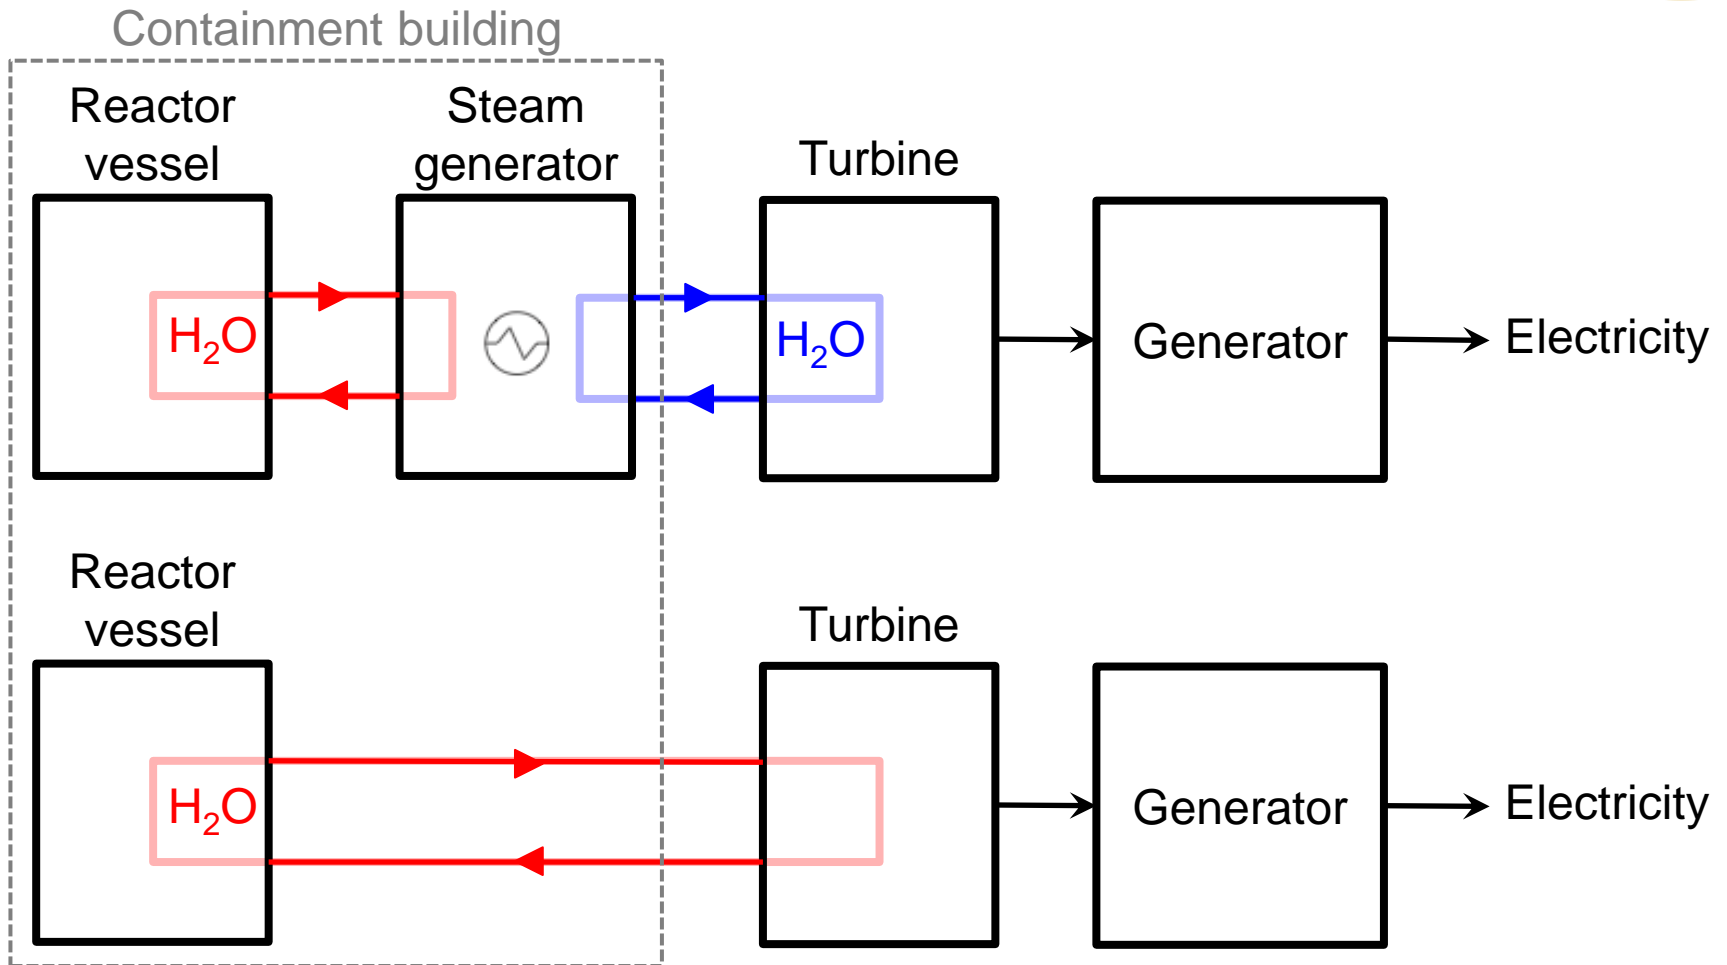 Containment building
Reactor
vessel
Steam
generator
Turbine
H₂O
H₂O
Generator
Electricity
Reactor
vessel
Turbine
H₂O
Generator
Electricity